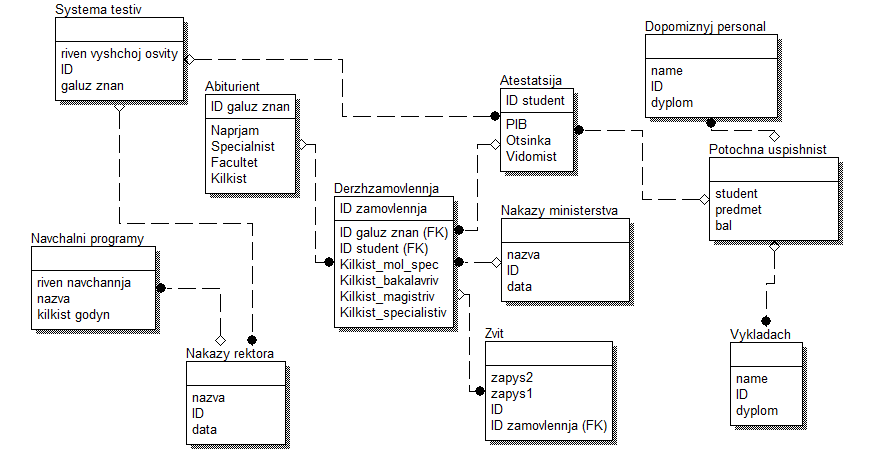 Systema testiv
riven vyshchoj osvity
ID
galuz znan
Abiturient
ID galuz znan
Naprjam
Specialnist
Facultet
Kilkist
Atestatsija
ID student
PIB
Otsinka
Vidomist
Dopomiznyj personal
name
ID
dyplom
Potochna uspishnist
student
predmet
bal
Derzhzamovlennja
ID zamovlennja
ID galuz znan (FK)
ID student (FK)
Kilkist_mol_spec
Kilkist_bakalavriv
Kilkist_magistriv
Kilkist_specialistiv
Nakazy ministerstva
nazva
ID
data
Navchalni programy
riven navchannja
nazva
kilkist godyn
Nakazy rektora
nazva
ID
data
Zvit
zapys2
zapys1
ID
ID zamovlennja (FK)
Vykladach
name
ID
dyplom